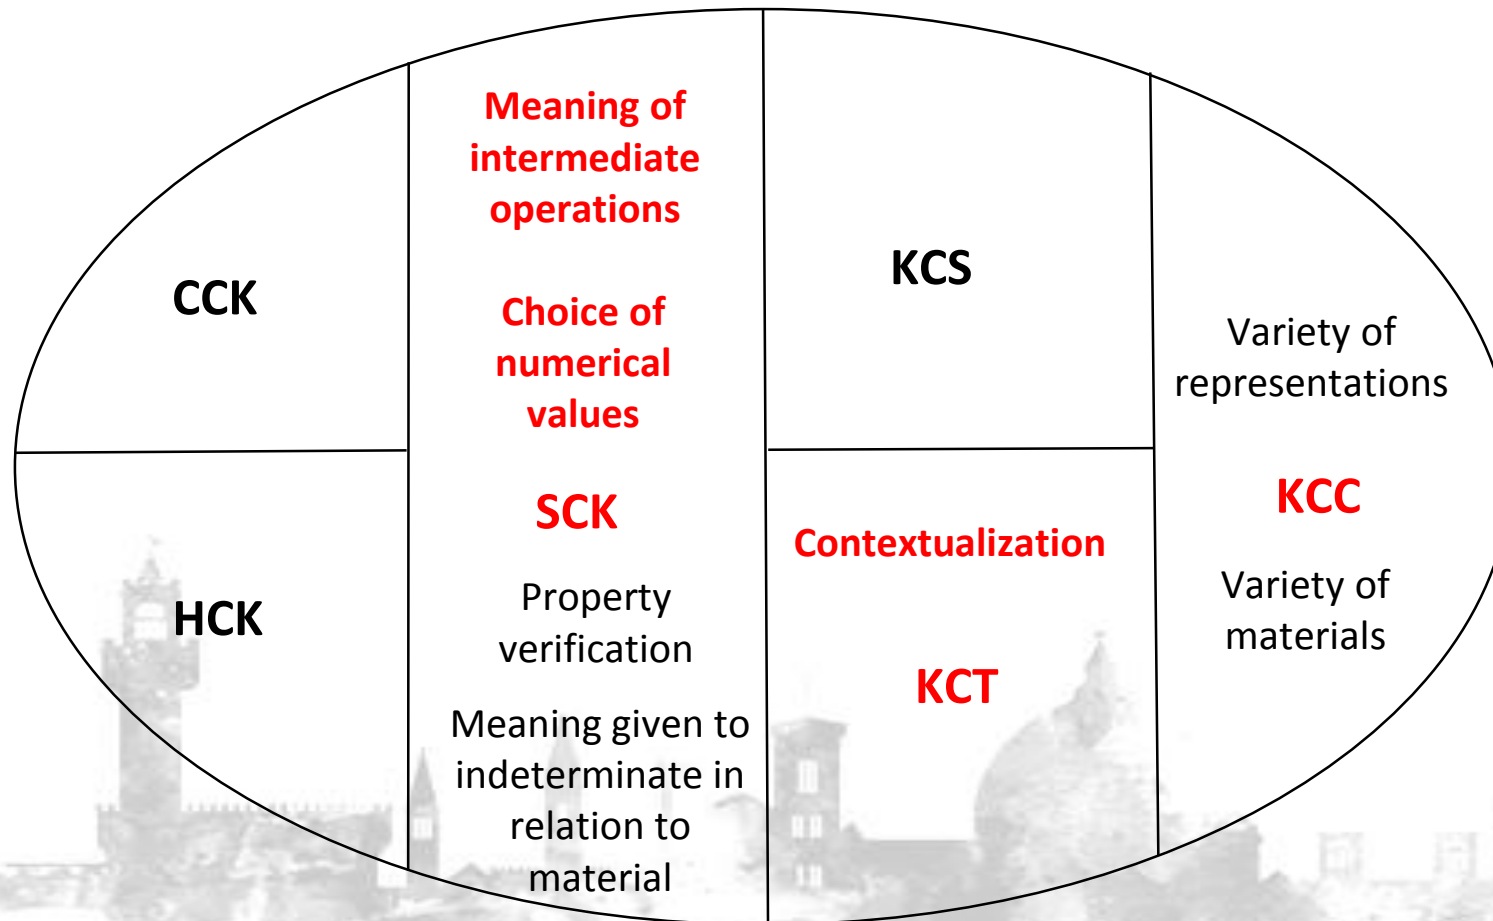 CCK
HCK
Meaning of
intermediate
operations
Choice of
numerical
values
SCK
Property
verification
Meaning given to
indeterminate in
relation to
material
KCS
Contextualization
KCT
Variety of
representations
KCC
Variety of
materials